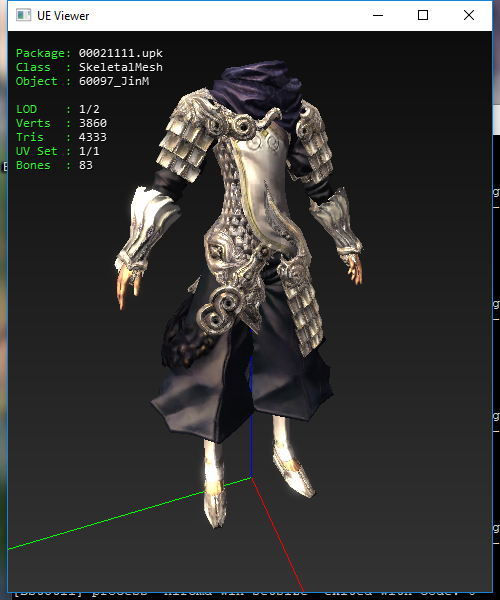 UE Viewer
Package: 00021111.upk
Class : SkeletalMesh
Object : 60097_JinM
LOD : 1/2
Verts : 3860
Tris : 4333
UV Set : 1/1
Bones : 83